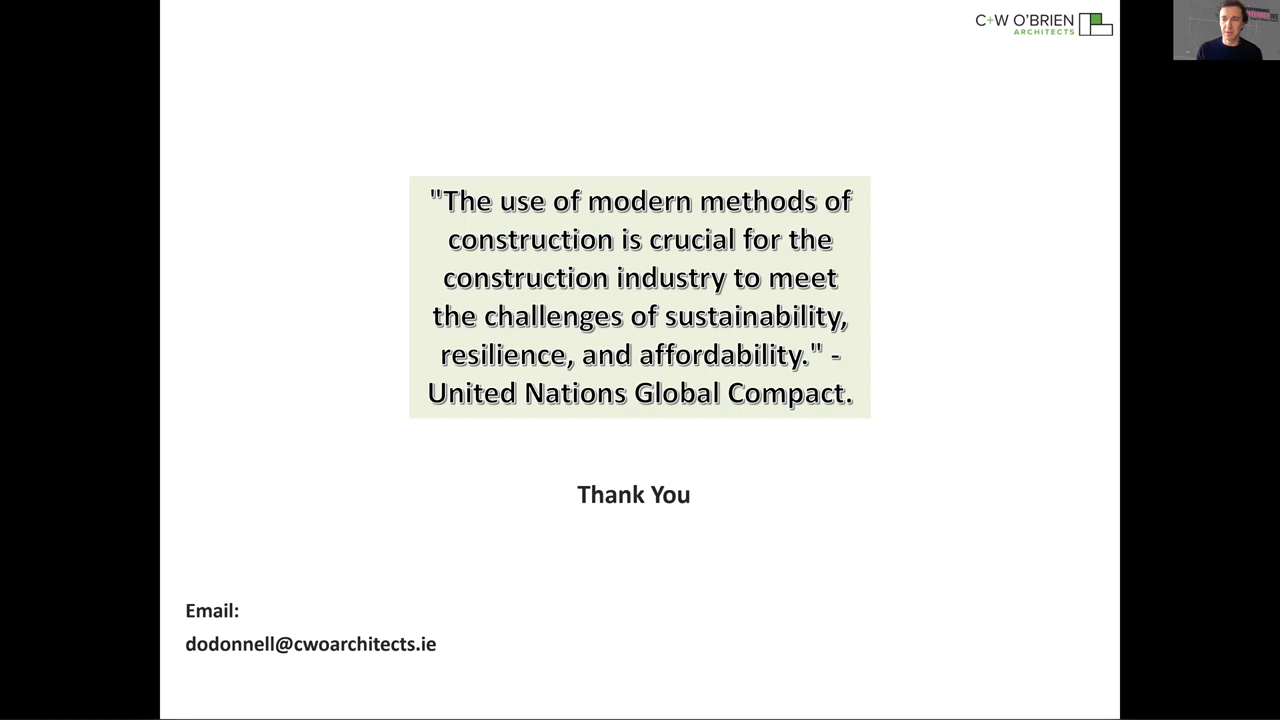 C+W O'BRIEN
ARCHITECTS
"The use of modern methods of
construction is crucial for the
construction industry to meet
the challenges of sustainability,
resilience, and affordability." -
United Nations Global Compact.
Thank You
Email:
dodonnell@cwoarchitects.ie